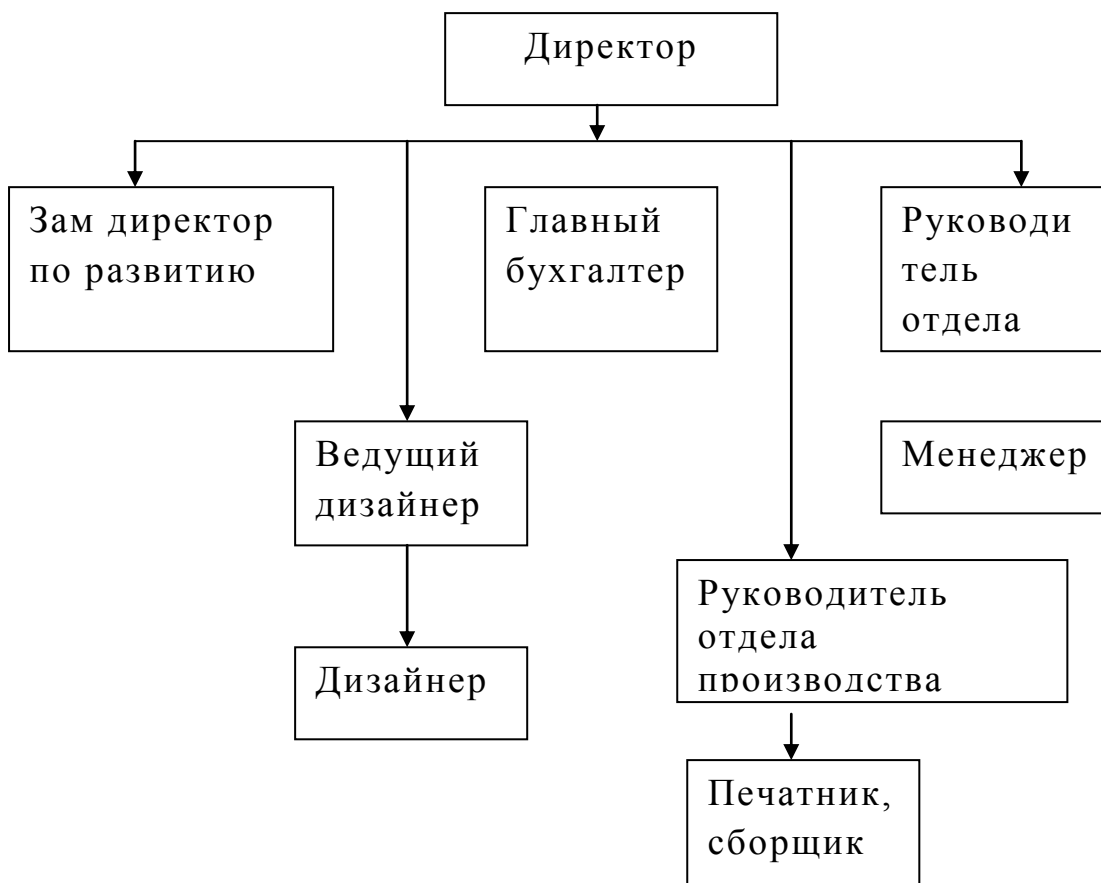 Директор
Зам директор
по развитию
Главный
бухгалтер
Руководи
тель
отдела
Ведущий
дизайнер
Менеджер
Руководитель
отдела
производства
Дизайнер
Печатник,
сборщик